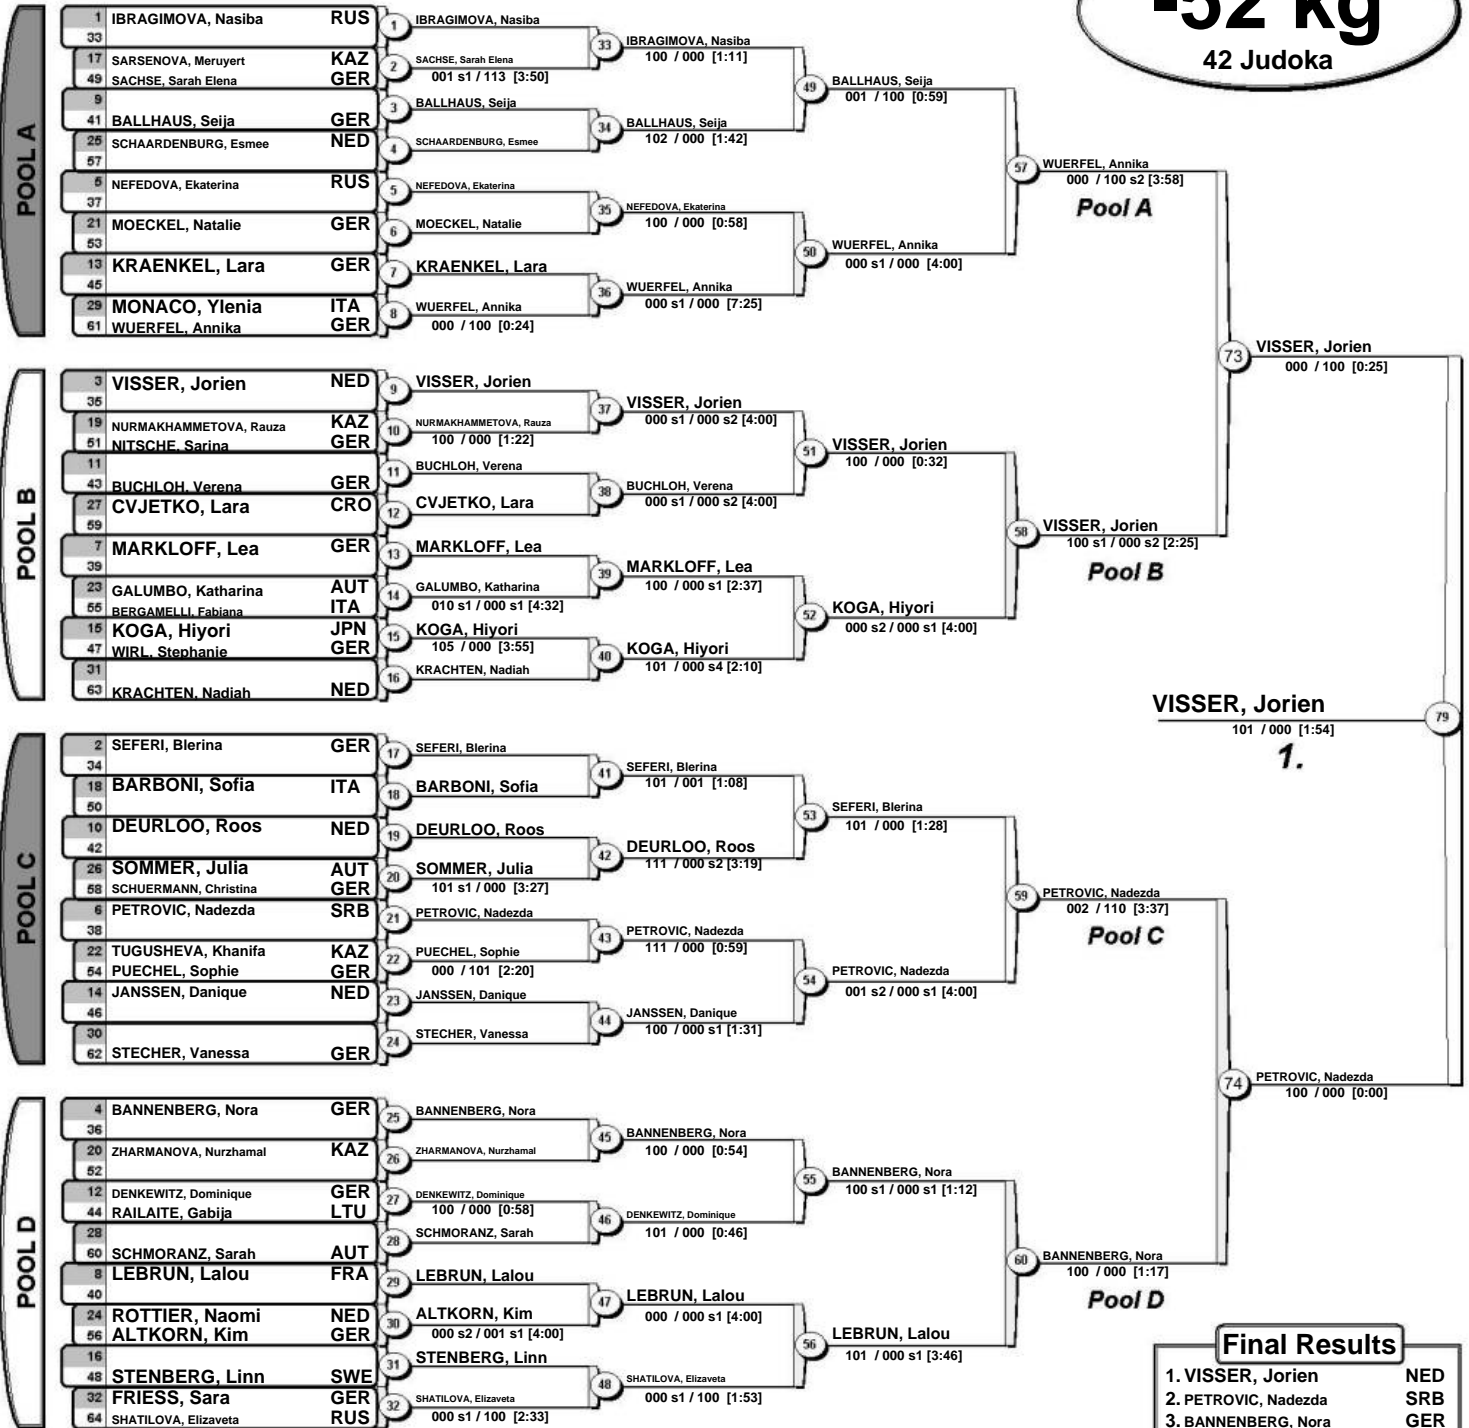 -52 kg
42 Judoka
POOL A
1 IBRAGIMOVA, Nasiba RUS
33
17 SARSENOVA, Meruyert KAZ
49 SACHSE, Sarah Elena GER
9
41 BALLHAUS, Seija GER
25 SCHAARDENBURG, Esmee NED
57
5 NEFEDOVA, Ekaterina RUS
37
21 MOECKEL, Natalie GER
53
13 KRAENKEL, Lara GER
45
29 MONACO, Ylenia ITA
61 WUERFEL, Annika GER
1 IBRAGIMOVA, Nasiba
2 SACHSE, Sarah Elena
001 s1 / 113 [3:50]
3 BALLHAUS, Seija
4 SCHAARDENBURG, Esmee
5 NEFEDOVA, Ekaterina
6 MOECKEL, Natalie
7 KRAENKEL, Lara
8 WUERFEL, Annika
000 / 100 [0:24]
33 IBRAGIMOVA, Nasiba
100 / 000 [1:11]
34 BALLHAUS, Seija
102 / 000 [1:42]
35 NEFEDOVA, Ekaterina
100 / 000 [0:58]
36 WUERFEL, Annika
000 s1 / 000 [7:25]
49 BALLHAUS, Seija
001 / 100 [0:59]
50 WUERFEL, Annika
000 s1 / 000 [4:00]
57 WUERFEL, Annika
000 / 100 s2 [3:58]
Pool A
POOL B
3 VISSER, Jorien NED
35
19 NURMAKHAMMETOVA, Rauza KAZ
51 NITSCHE, Sarina GER
11
43 BUCHLOH, Verena GER
27 CVJETKO, Lara CRO
59
7 MARKLOFF, Lea GER
39
23 GALUMBO, Katharina AUT
55 BERGAMELLI, Fabiana ITA
15 KOGA, Hiyori JPN
47 WIRL, Stephanie GER
31
63 KRACHTEN, Nadiah NED
9 VISSER, Jorien
10 NURMAKHAMMETOVA, Rauza
100 / 000 [1:22]
11 BUCHLOH, Verena
12 CVJETKO, Lara
13 MARKLOFF, Lea
14 GALUMBO, Katharina
010 s1 / 000 s1 [4:32]
15 KOGA, Hiyori
105 / 000 [3:55]
16 KRACHTEN, Nadiah
37 VISSER, Jorien
000 s1 / 000 s2 [4:00]
38 BUCHLOH, Verena
000 s1 / 000 s2 [4:00]
39 MARKLOFF, Lea
100 / 000 s1 [2:37]
40 KOGA, Hiyori
101 / 000 s4 [2:10]
51 VISSER, Jorien
100 / 000 [0:32]
52 KOGA, Hiyori
000 s2 / 000 s1 [4:00]
58 VISSER, Jorien
100 s1 / 000 s2 [2:25]
Pool B
73 VISSER, Jorien
000 / 100 [0:25]
VISSER, Jorien 79
101 / 000 [1:54]
1.
POOL C
2 SEFERI, Blerina GER
34
18 BARBONI, Sofia ITA
50
10 DEURLOO, Roos NED
42
26 SOMMER, Julia AUT
58 SCHUERMANN, Christina GER
6 PETROVIC, Nadezda SRB
38
22 TUGUSHEVA, Khanifa KAZ
54 PUECHEL, Sophie GER
14 JANSSEN, Danique NED
46
30
62 STECHER, Vanessa GER
17 SEFERI, Blerina
18 BARBONI, Sofia
19 DEURLOO, Roos
20 SOMMER, Julia
101 s1 / 000 [3:27]
21 PETROVIC, Nadezda
22 PUECHEL, Sophie
000 / 101 [2:20]
23 JANSSEN, Danique
24 STECHER, Vanessa
41 SEFERI, Blerina
101 / 001 [1:08]
42 DEURLOO, Roos
111 / 000 s2 [3:19]
43 PETROVIC, Nadezda
111 / 000 [0:59]
44 JANSSEN, Danique
100 / 000 s1 [1:31]
53 SEFERI, Blerina
101 / 000 [1:28]
54 PETROVIC, Nadezda
001 s2 / 000 s1 [4:00]
59 PETROVIC, Nadezda
002 / 110 [3:37]
Pool C
74 PETROVIC, Nadezda
100 / 000 [0:00]
POOL D
4 BANNENBERG, Nora GER
36
20 ZHARMANOVA, Nurzhamal KAZ
52
12 DENKEWITZ, Dominique GER
44 RAILAITE, Gabija LTU
28
60 SCHMORANZ, Sarah AUT
8 LEBRUN, Lalou FRA
40
24 ROTTIER, Naomi NED
56 ALTKORN, Kim GER
16
48 STENBERG, Linn SWE
32 FRIESS, Sara GER
64 SHATILOVA, Elizaveta RUS
25 BANNENBERG, Nora
26 ZHARMANOVA, Nurzhamal
27 DENKEWITZ, Dominique
100 / 000 [0:58]
28 SCHMORANZ, Sarah
29 LEBRUN, Lalou
30 ALTKORN, Kim
000 s2 / 001 s1 [4:00]
31 STENBERG, Linn
32 SHATILOVA, Elizaveta
000 s1 / 100 [2:33]
45 BANNENBERG, Nora
100 / 000 [0:54]
46 DENKEWITZ, Dominique
101 / 000 [0:46]
47 LEBRUN, Lalou
000 / 000 s1 [4:00]
48 SHATILOVA, Elizaveta
000 s1 / 100 [1:53]
55 BANNENBERG, Nora
100 s1 / 000 s1 [1:12]
56 LEBRUN, Lalou
101 / 000 s1 [3:46]
60 BANNENBERG, Nora
100 / 000 [1:17]
Pool D
Final Results
1. VISSER, Jorien NED
2. PETROVIC, Nadezda SRB
3. BANNENBERG, Nora GER